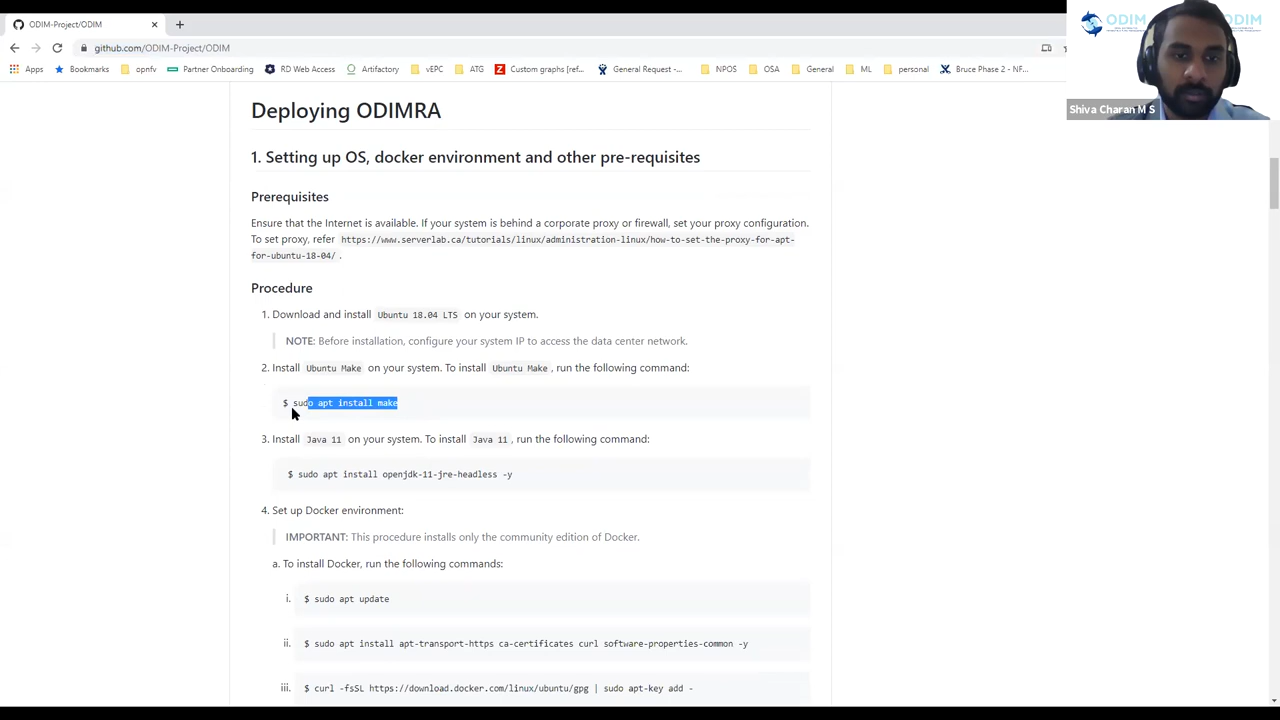 ODIM-Project/ODIM
github.com/ODIM-Project/ODIM
Apps Bookmarks opnfv Partner Onboarding RD Web Access Artifactory vEPC ATG Custom graphs [ref... General Request -... NPOS OSA General ML personal Bruce Phase 2 - NF...
ODIM
Shiva Charan M S
Deploying ODIMRA
1. Setting up OS, docker environment and other pre-requisites
Prerequisites
Ensure that the Internet is available. If your system is behind a corporate proxy or firewall, set your proxy configuration.
To set proxy, refer https://www.serverlab.ca/tutorials/linux/administration-linux/how-to-set-the-proxy-for-apt-
for-ubuntu-18-04/ .
Procedure
1. Download and install Ubuntu 18.04 LTS on your system.
NOTE: Before installation, configure your system IP to access the data center network.
2. Install Ubuntu Make on your system. To install Ubuntu Make , run the following command:
$ sudo apt install make
3. Install Java 11 on your system. To install Java 11 , run the following command:
$ sudo apt install openjdk-11-jre-headless -y
4. Set up Docker environment:
IMPORTANT: This procedure installs only the community edition of Docker.
a. To install Docker, run the following commands:
i. $ sudo apt update
ii. $ sudo apt install apt-transport-https ca-certificates curl software-properties-common -y
iii. $ curl -fsSL https://download.docker.com/linux/ubuntu/gpg | sudo apt-key add -